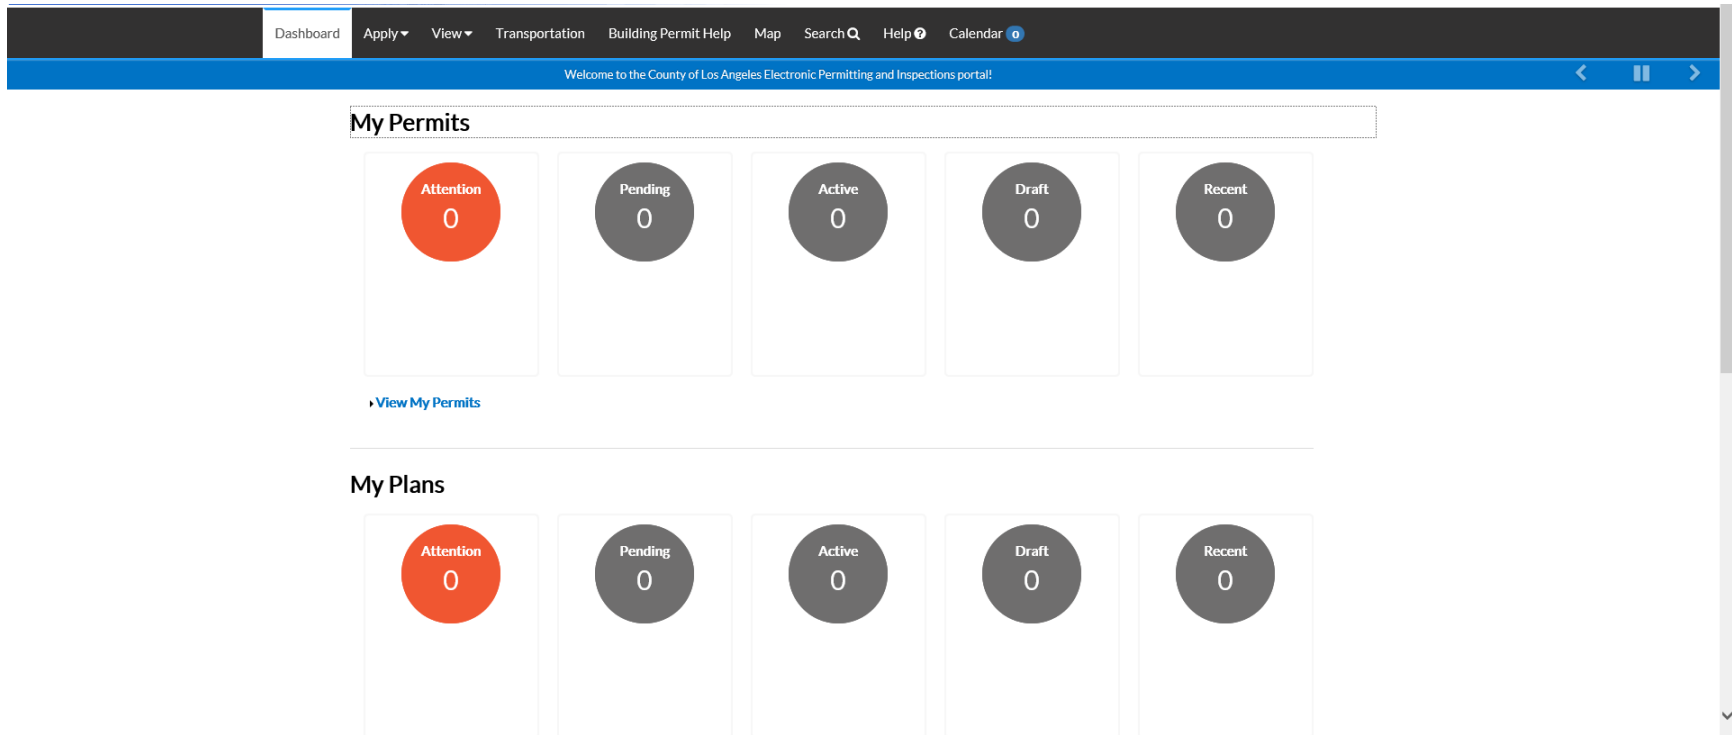 Dashboard Apply View Transportation Building Permit Help Map Search Help Calendar 0
Welcome to the County of Los Angeles Electronic Permitting and Inspections portal!
My Permits
Attention Pending Active Draft Recent
0 0 0 0 0
View My Permits
My Plans
Attention Pending Active Draft Recent
0 0 0 0 0